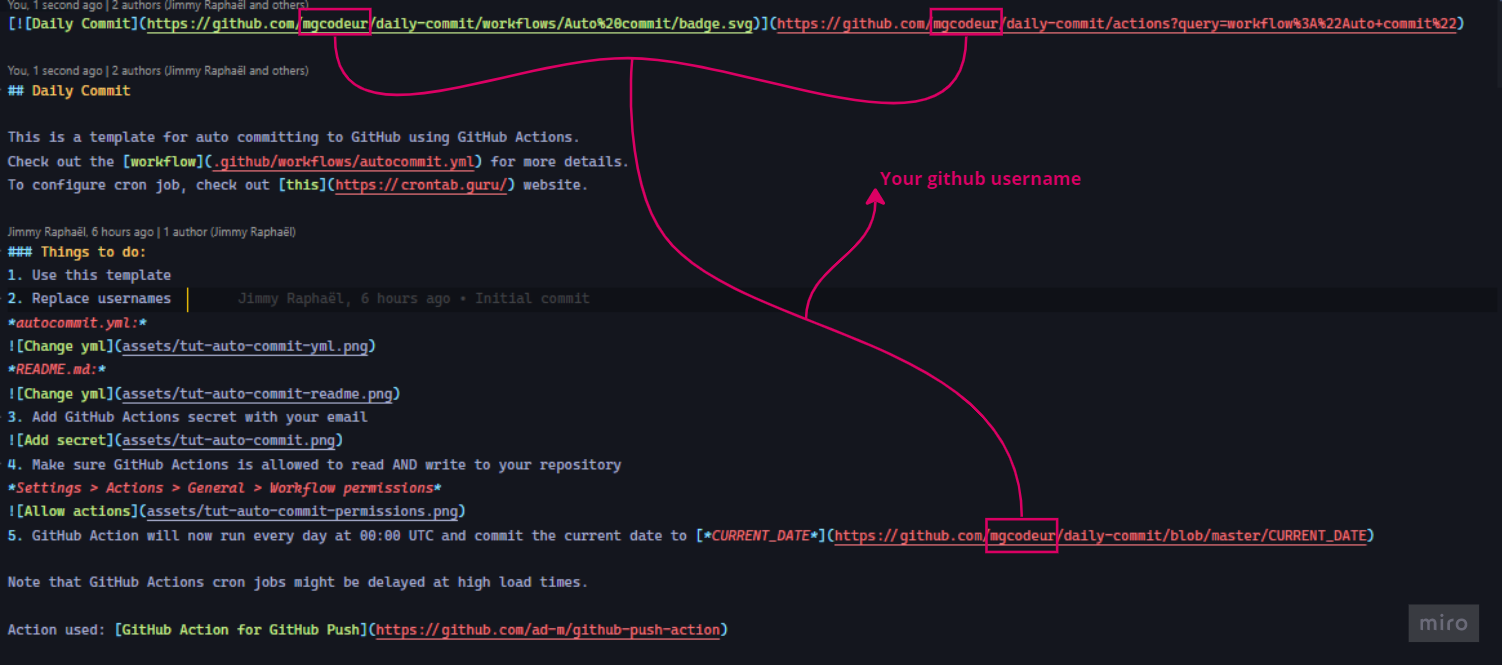 You, 1 second ago | 2 authors (Jimmy Raphaël and others)
[![Daily Commit](https://github.com/mgcodeur/daily-commit/workflows/Auto%20commit/badge.svg)](https://github.com/mgcodeur/daily-commit/actions?query=workflow%3A%22Auto+commit%22)
You, 1 second ago | 2 authors (Jimmy Raphaël and others)
## Daily Commit
This is a template for auto committing to GitHub using GitHub Actions.
Check out the [workflow](.github/workflows/autocommit.yml) for more details.
To configure cron job, check out [this](https://crontab.guru/) website.
Your github username
Jimmy Raphaël, 6 hours ago | 1 author (Jimmy Raphaël)
### Things to do:
1. Use this template
2. Replace usernames Jimmy Raphaël, 6 hours ago • Initial commit
*autocommit.yml:*
![Change yml](assets/tut-auto-commit-yml.png)
*README.md:*
![Change yml](assets/tut-auto-commit-readme.png)
3. Add GitHub Actions secret with your email
![Add secret](assets/tut-auto-commit.png)
4. Make sure GitHub Actions is allowed to read AND write to your repository
*Settings > Actions > General > Workflow permissions*
![Allow actions](assets/tut-auto-commit-permissions.png)
5. GitHub Action will now run every day at 00:00 UTC and commit the current date to [*CURRENT_DATE*](https://github.com/mgcodeur/daily-commit/blob/master/CURRENT_DATE)
Note that GitHub Actions cron jobs might be delayed at high load times.
Action used: [GitHub Action for GitHub Push](https://github.com/ad-m/github-push-action)
miro